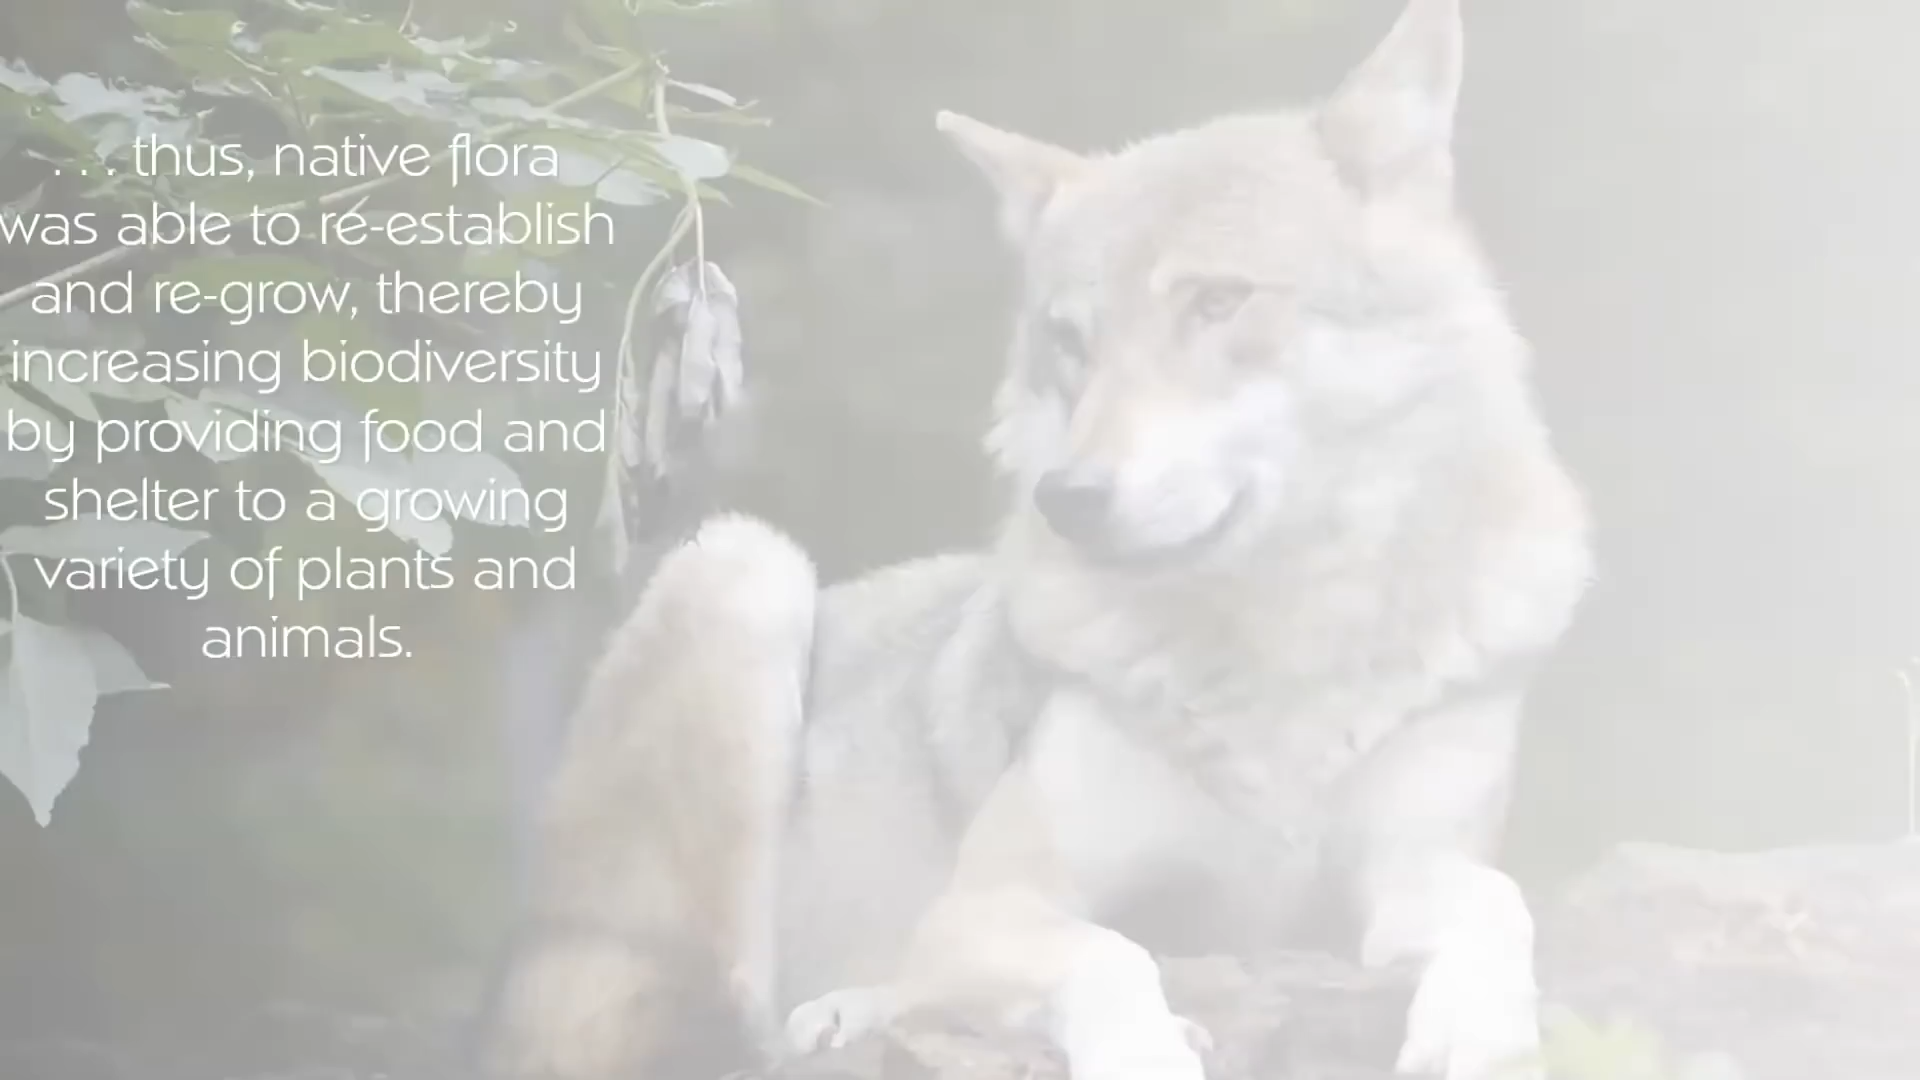 . . . thus, native flora
was able to re-establish
and re-grow, thereby
increasing biodiversity
by providing food and
shelter to a growing
variety of plants and
animals.